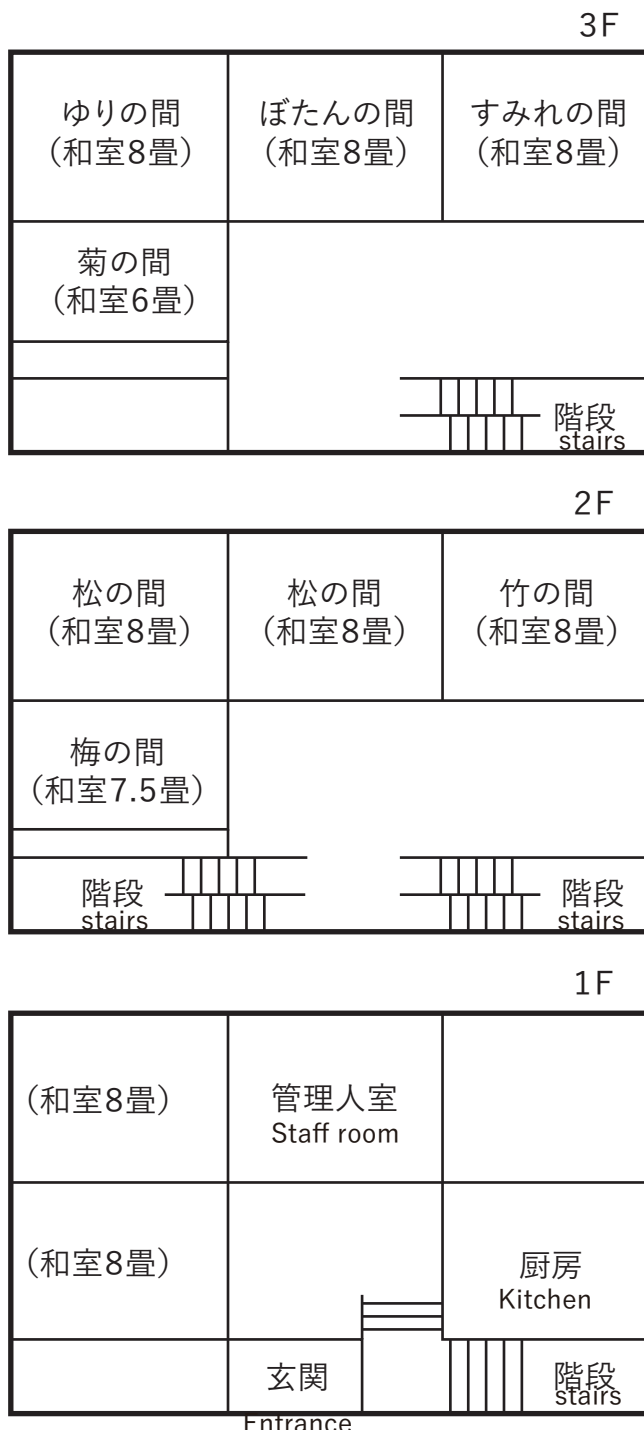 3F
ゆりの間
(和室8畳)
ぼたんの間
(和室8畳)
すみれの間
(和室8畳)
菊の間
(和室6畳)
階段
stairs
2F
松の間
(和室8畳)
松の間
(和室8畳)
竹の間
(和室8畳)
梅の間
(和室7.5畳)
階段
stairs
階段
stairs
1F
(和室8畳)
管理人室
Staff room
(和室8畳)
厨房
Kitchen
玄関
Entrance
階段
stairs